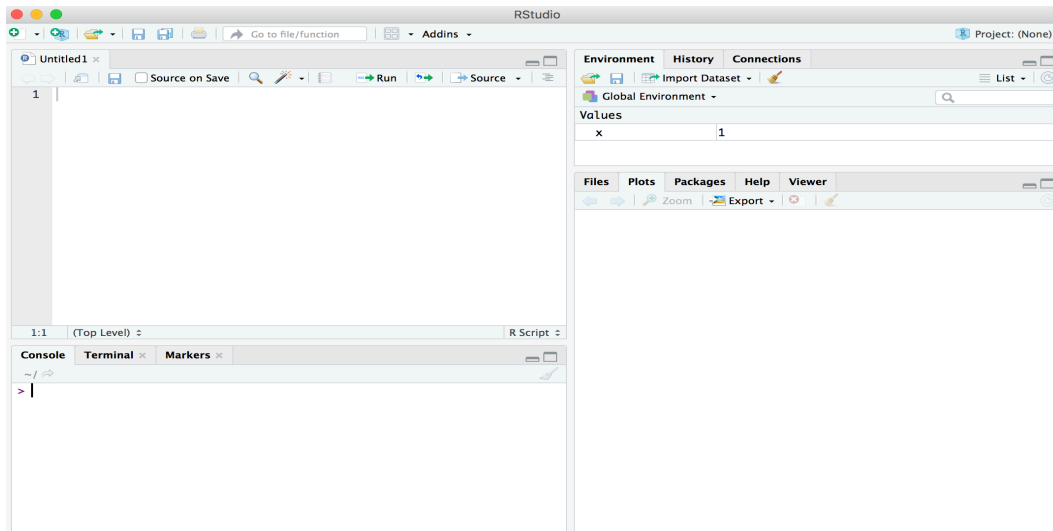 RStudio
Go to file/function
Addins
Project: (None)
Untitled1
Source on Save
Run
Source
1
1:1 (Top Level) R Script
Console Terminal Markers
~/
>
Environment History Connections
Import Dataset
List
Global Environment
Values
x 1
Files Plots Packages Help Viewer
Zoom
Export